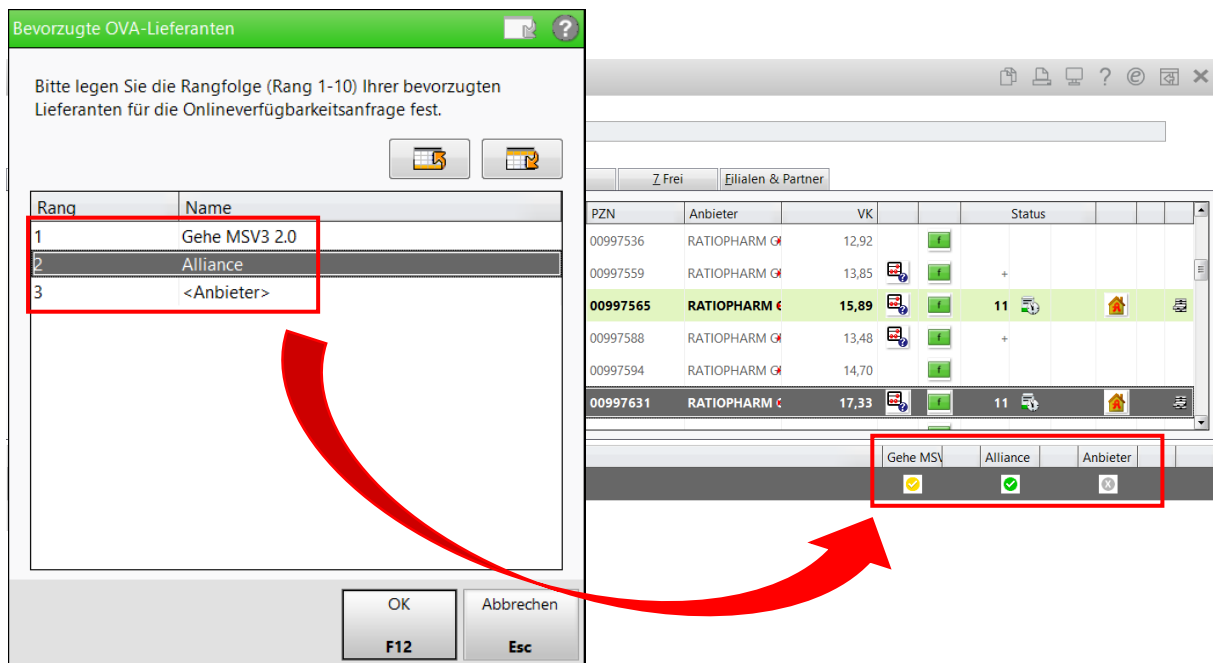 Bevorzugte OVA-Lieferanten
Bitte legen Sie die Rangfolge (Rang 1-10) Ihrer bevorzugten
Lieferanten für die Onlineverfügbarkeitsanfrage fest.
Rang Name
1 Gehe MSV3 2.0
2 Alliance
3 <Anbieter>
OK Abbrechen
F12 Esc
7 Frei Filialen & Partner
PZN Anbieter VK Status
00997536 RATIOPHARM G 12,92 f
00997559 RATIOPHARM G 13,85 f +
00997565 RATIOPHARM G 15,89 f 11
00997588 RATIOPHARM G 13,48 f +
00997594 RATIOPHARM G 14,70 f
00997631 RATIOPHARM G 17,33 f 11
Gehe MSV Alliance Anbieter